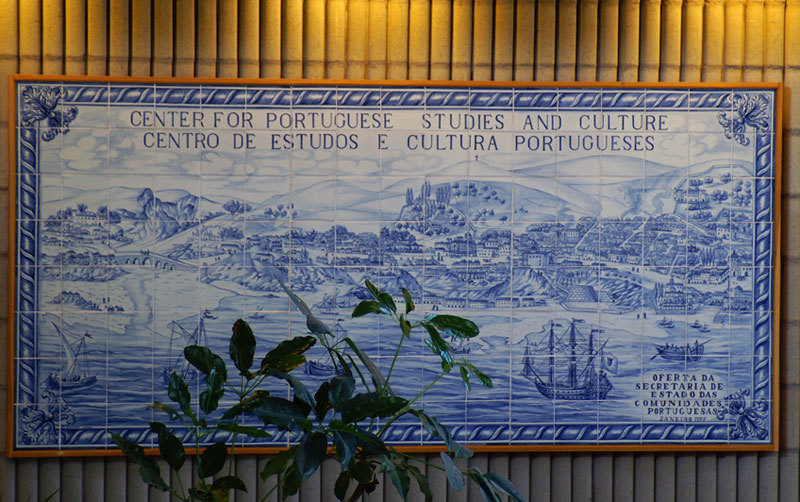 CENTER FOR PORTUGUESE STUDIES AND CULTURE
CENTRO DE ESTUDOS E CULTURA PORTUGUESES
OFERTA DA
SECRETARIA DE
ESTADO DAS
COMUNIDADES
PORTUGUESAS
JANEIRO